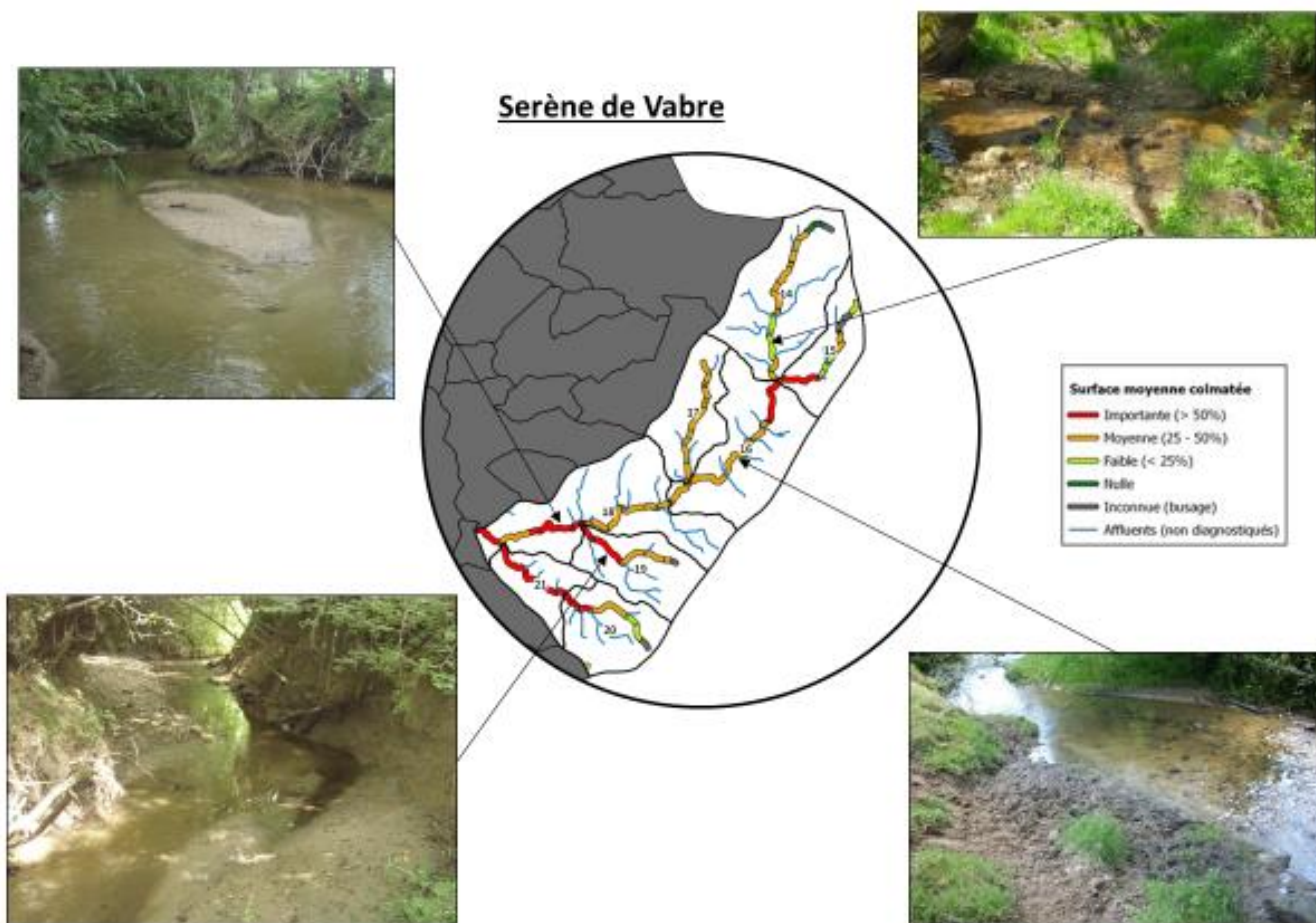 Serène de Vabre
14
15
17
16
18
19
21
20
Surface moyenne colmatée
Importante (> 50%)
Moyenne (25 - 50%)
Faible (< 25%)
Nulle
Inconnue (busage)
Affluents (non diagnostiqués)